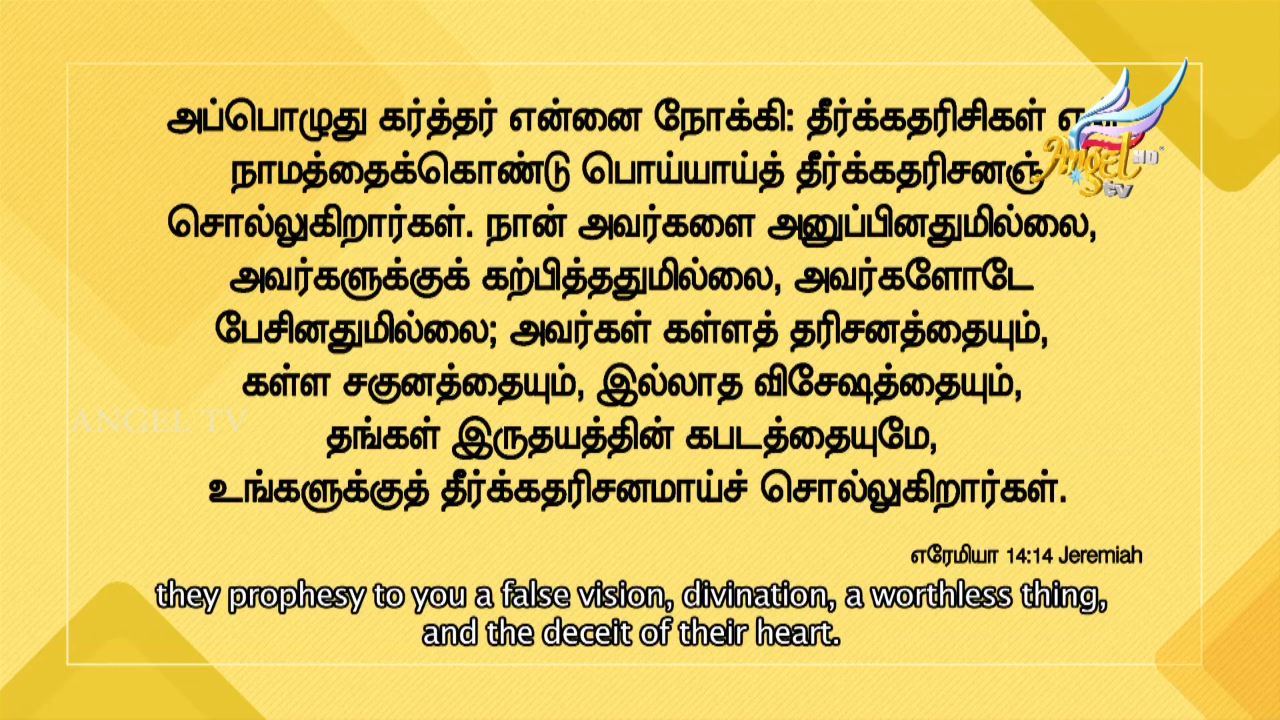 அப்பொழுது கர்த்தர் என்னை நோக்கி: தீர்க்கதரிசிகள்
நாமத்தைக்கொண்டு பொய்யாய்த் தீர்க்கதரிசனஞ்
சொல்லுகிறார்கள். நான் அவர்களை அனுப்பினதுமில்லை,
அவர்களுக்குக் கற்பித்ததுமில்லை, அவர்களோடே
பேசினதுமில்லை; அவர்கள் கள்ளத் தரிசனத்தையும்,
கள்ள சகுனத்தையும், இல்லாத விசேஷத்தையும்,
தங்கள் இருதயத்தின் கபடத்தையுமே,
உங்களுக்குத் தீர்க்கதரிசனமாய்ச் சொல்லுகிறார்கள்.
எரேமியா 14:14 Jeremiah
they prophesy to you a false vision, divination, a worthless thing,
and the deceit of their heart.
Angel HD
tv
ANGEL TV